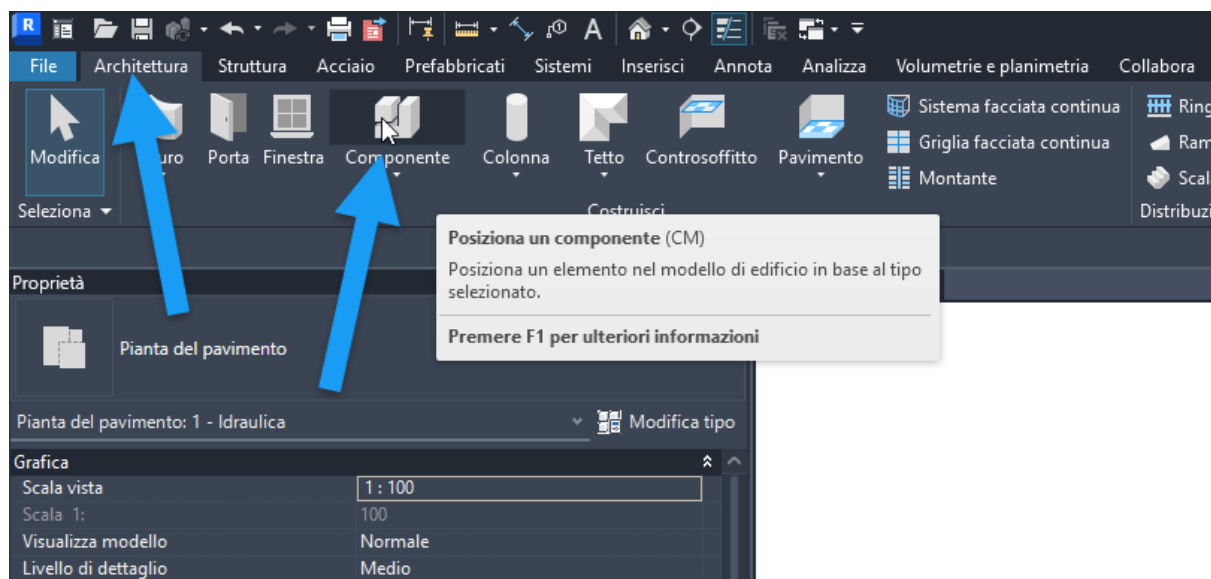 R
A
File Architettura Struttura Acciaio Prefabbricati Sistemi Inserisci Annota Analizza Volumetrie e planimetria Collabora
Modifica
Porta Finestra Componente Colonna Tetto Controsoffitto Pavimento
Sistema facciata continua
Griglia facciata continua
Montante
Seleziona
Costruisci
Posiziona un componente (CM)
Posiziona un elemento nel modello di edificio in base al tipo
selezionato.
Premere F1 per ulteriori informazioni
Proprietà
Pianta del pavimento
Pianta del pavimento: 1 - Idraulica Modifica tipo
Grafica
Scala vista 1 : 100
Scala 1: 100
Visualizza modello Normale
Livello di dettaglio Medio